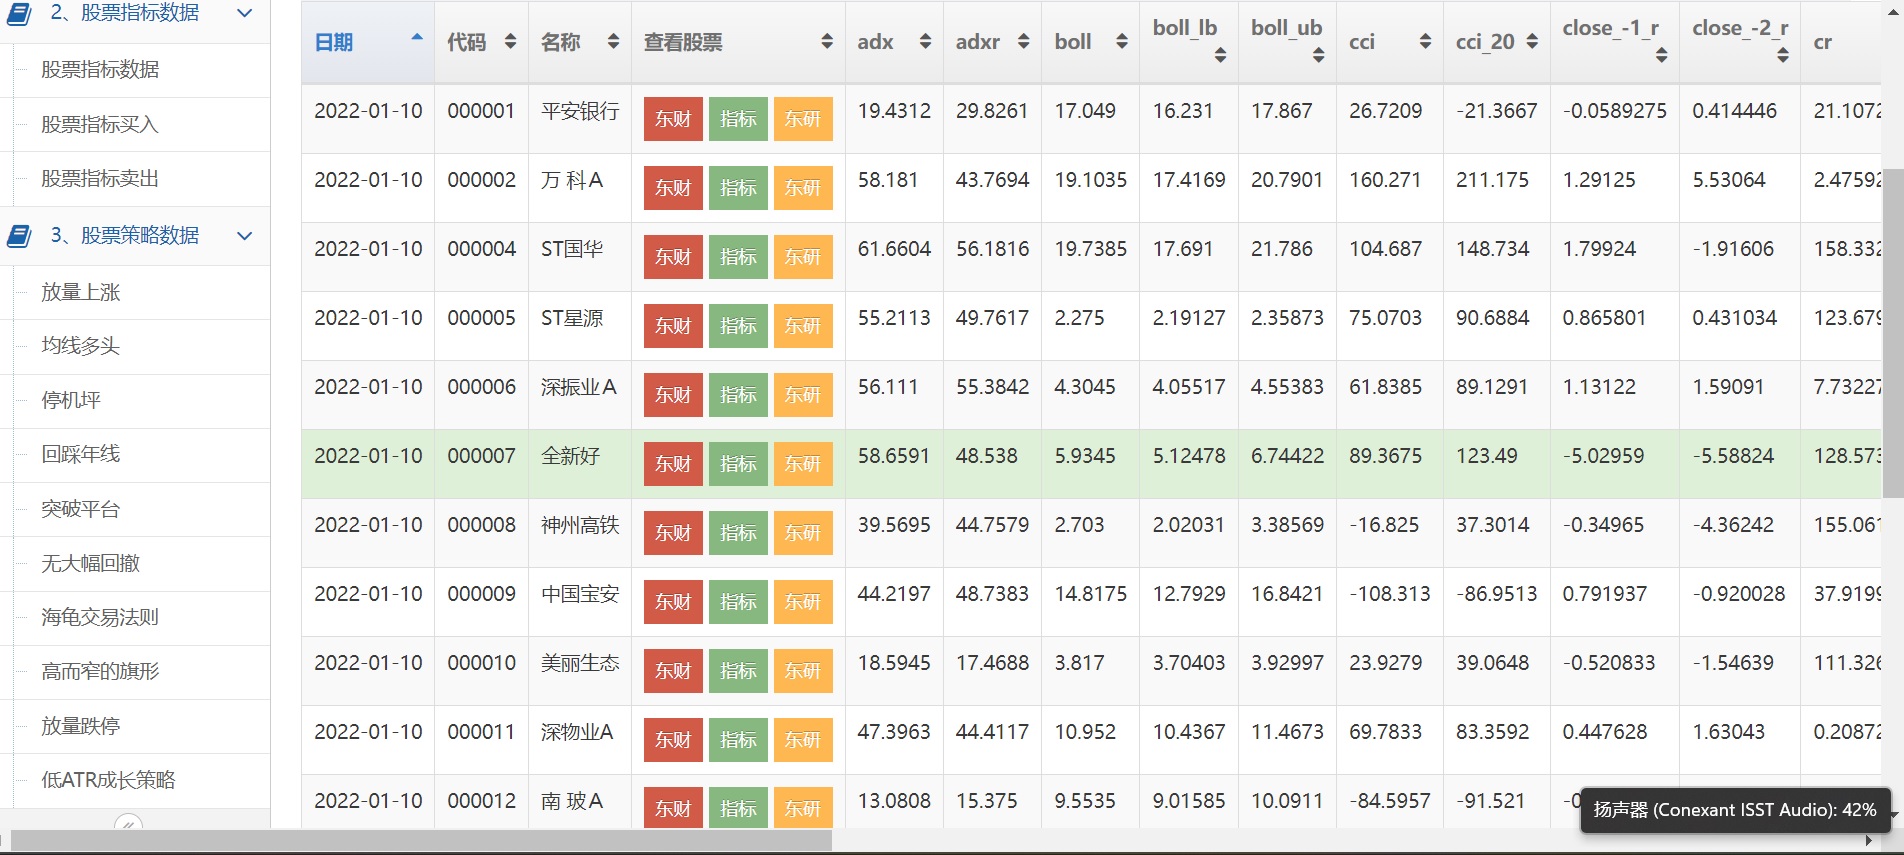 2、股票指标数据
股票指标数据
股票指标买入
股票指标卖出
3、股票策略数据
放量上涨
均线多头
停机坪
回踩年线
突破平台
无大幅回撤
海龟交易法则
高而窄的旗形
放量跌停
低ATR成长策略
日期 代码 名称 查看股票 adx adxr boll boll_lb boll_ub cci cci_20 close_-1_r close_-2_r cr
2022-01-10 000001 平安银行 东财 指标 东研 19.4312 29.8261 17.049 16.231 17.867 26.7209 -21.3667 -0.0589275 0.414446 21.1072
2022-01-10 000002 万 科Ａ 东财 指标 东研 58.181 43.7694 19.1035 17.4169 20.7901 160.271 211.175 1.29125 5.53064 2.47592
2022-01-10 000004 ST国华 东财 指标 东研 61.6604 56.1816 19.7385 17.691 21.786 104.687 148.734 1.79924 -1.91606 158.332
2022-01-10 000005 ST星源 东财 指标 东研 55.2113 49.7617 2.275 2.19127 2.35873 75.0703 90.6884 0.865801 0.431034 123.679
2022-01-10 000006 深振业Ａ 东财 指标 东研 56.111 55.3842 4.3045 4.05517 4.55383 61.8385 89.1291 1.13122 1.59091 7.73227
2022-01-10 000007 全新好 东财 指标 东研 58.6591 48.538 5.9345 5.12478 6.74422 89.3675 123.49 -5.02959 -5.58824 128.573
2022-01-10 000008 神州高铁 东财 指标 东研 39.5695 44.7579 2.703 2.02031 3.38569 -16.825 37.3014 -0.34965 -4.36242 155.061
2022-01-10 000009 中国宝安 东财 指标 东研 44.2197 48.7383 14.8175 12.7929 16.8421 -108.313 -86.9513 0.791937 -0.920028 37.9199
2022-01-10 000010 美丽生态 东财 指标 东研 18.5945 17.4688 3.817 3.70403 3.92997 23.9279 39.0648 -0.520833 -1.54639 111.326
2022-01-10 000011 深物业A 东财 指标 东研 47.3963 44.4117 10.952 10.4367 11.4673 69.7833 83.3592 0.447628 1.63043 0.20872
2022-01-10 000012 南 玻Ａ 东财 指标 东研 13.0808 15.375 9.5535 9.01585 10.0911 -84.5957 -91.521
扬声器 (Conexant ISST Audio): 42%